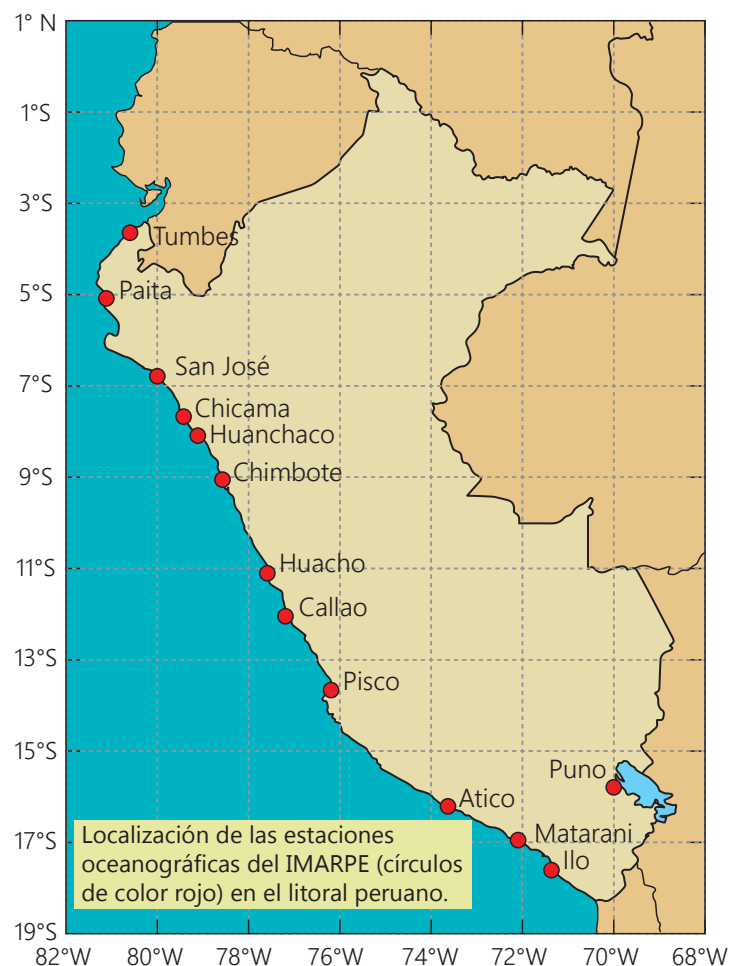 1° N
1°S
3°S
Tumbes
Paita
5°S
San José
7°S
Chicama
Huanchaco
Chimbote
9°S
Huacho
11°S
Callao
13°S
Pisco
15°S
Puno
Atico
Matarani
17°S
Ilo
Localización de las estaciones
oceanográficas del IMARPE (círculos
de color rojo) en el litoral peruano.
19°S
82°W 80°W 78°W 76°W 74°W 72°W 70°W 68°W